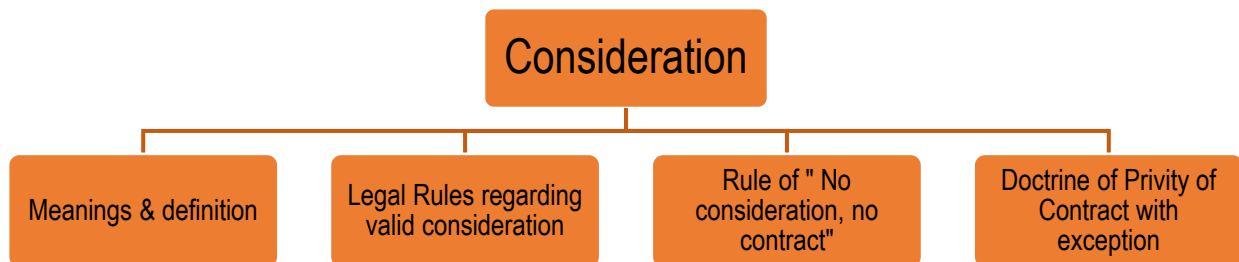 Consideration
Meanings & definition
Legal Rules regarding
valid consideration
Rule of " No
consideration, no
contract"
Doctrine of Privity of
Contract with
exception